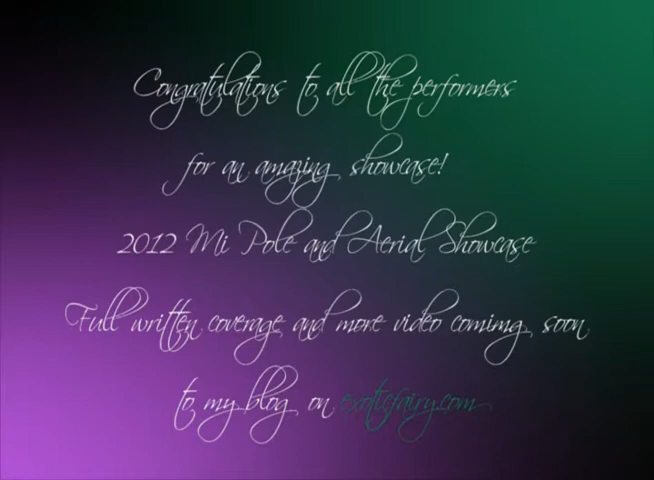 Congratulations to all the performers
for an amazing showcase!
2012 Mi Pole and Aerial Showcase
Full written coverage and more video comimg soon
to my blog on exoticfairy.com